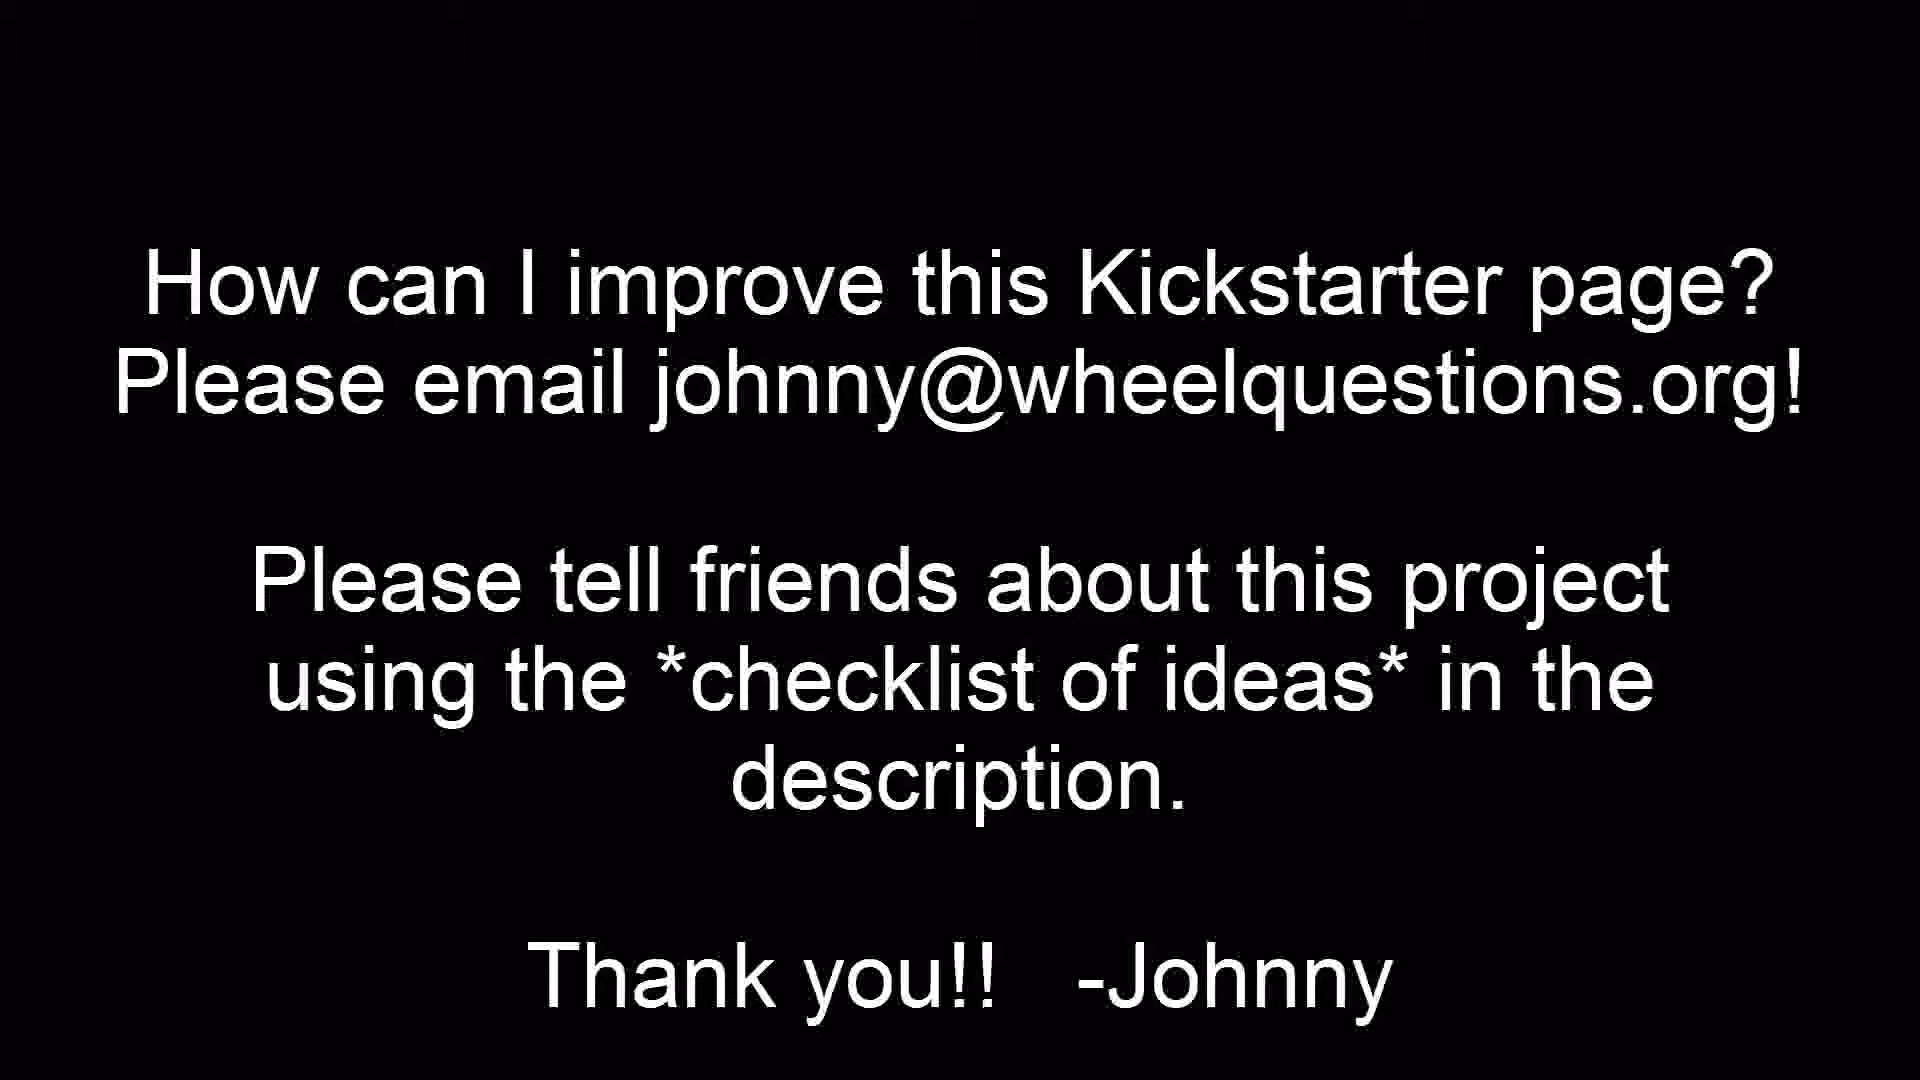 How can I improve this Kickstarter page?
Please email johnny@wheelquestions.org!
Please tell friends about this project
using the *checklist of ideas* in the
description.
Thank you!! -Johnny